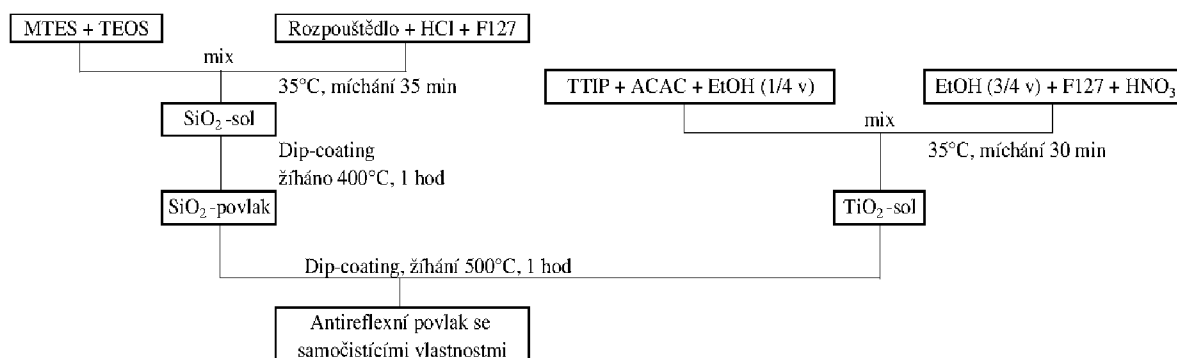 MTES + TEOS
Rozpouštědlo + HCl + F127
mix
35°C, míchání 35 min
SiO₂-sol
Dip-coating
žíháno 400°C, 1 hod
SiO₂-povlak
TTIP + ACAC + EtOH (1/4 v)
EtOH (3/4 v) + F127 + HNO₃
mix
35°C, míchání 30 min
TiO₂-sol
Dip-coating, žíhání 500°C, 1 hod
Antireflexní povlak se
samočistícími vlastnostmi